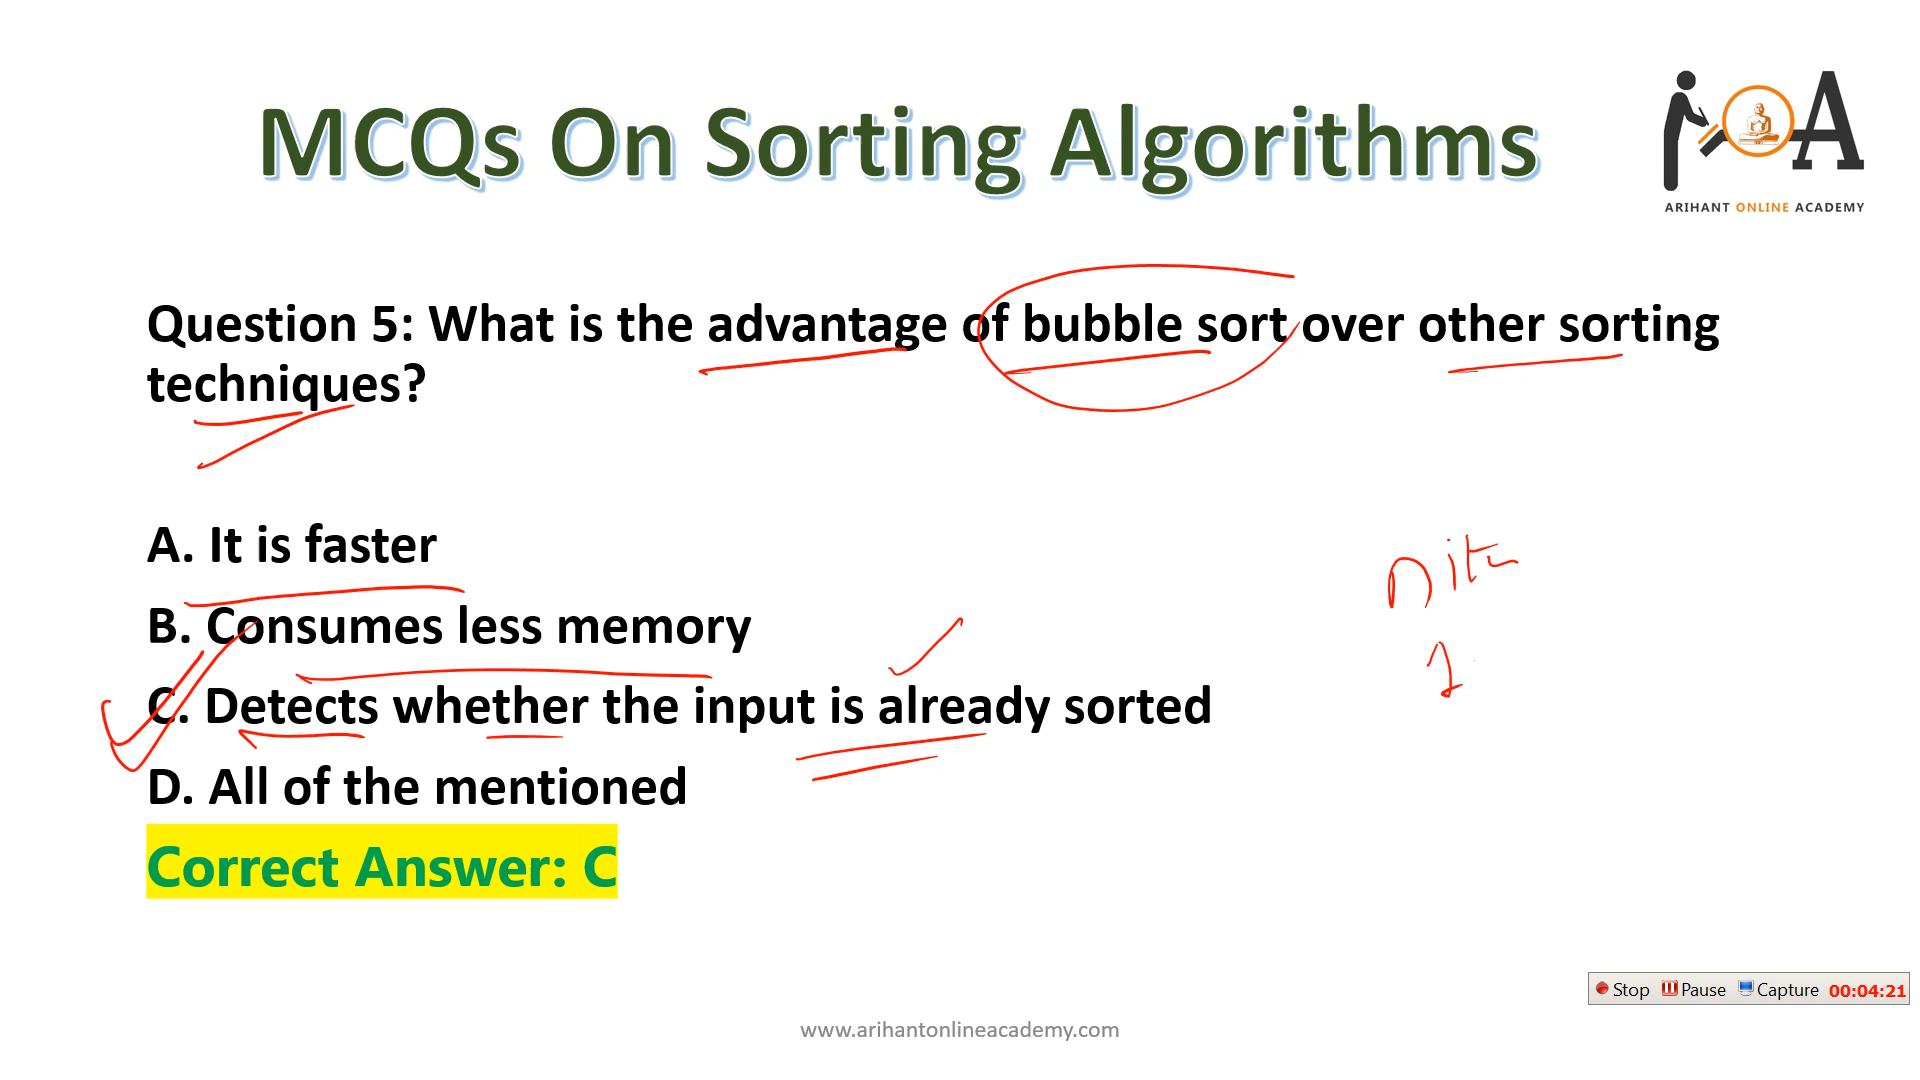 MCQs On Sorting Algorithms
ARIHANT ONLINE ACADEMY
Question 5: What is the advantage of bubble sort over other sorting
techniques?
A. It is faster
B. Consumes less memory
C. Detects whether the input is already sorted
D. All of the mentioned
Correct Answer: C
Stop Pause Capture 00:04:21
www.arihantonlineacademy.com